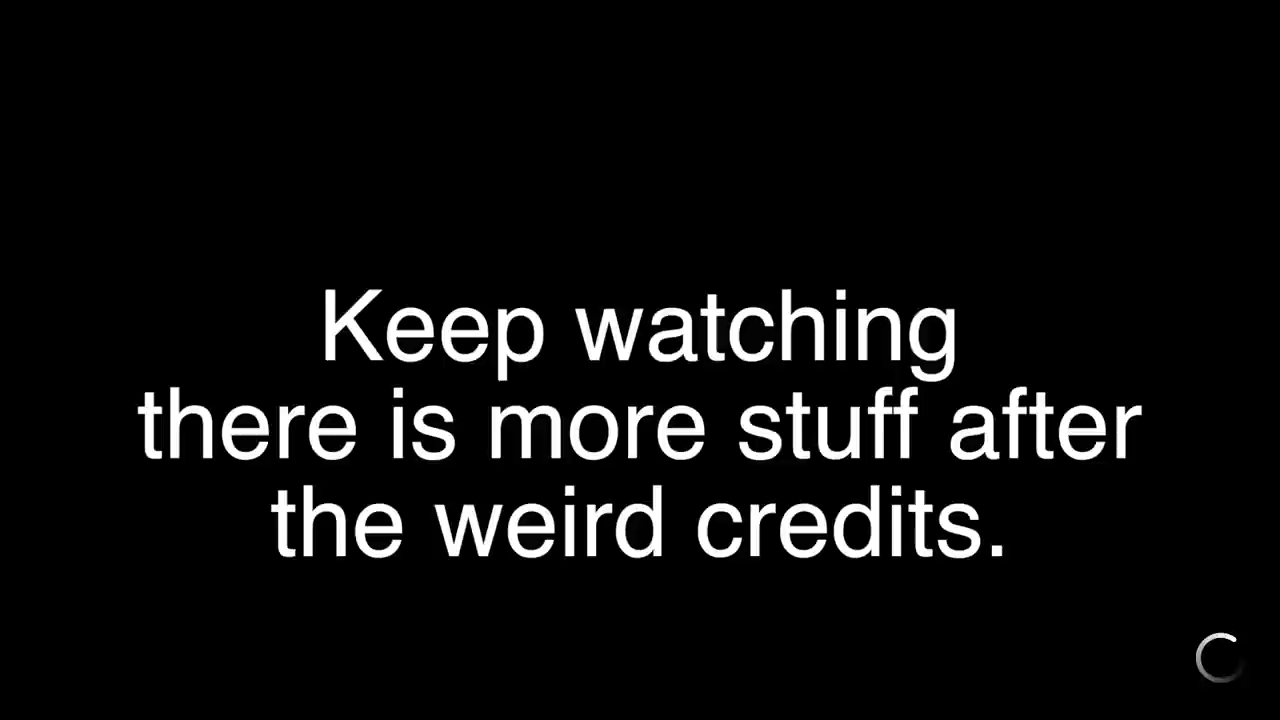 Keep watching
there is more stuff after
the weird credits.